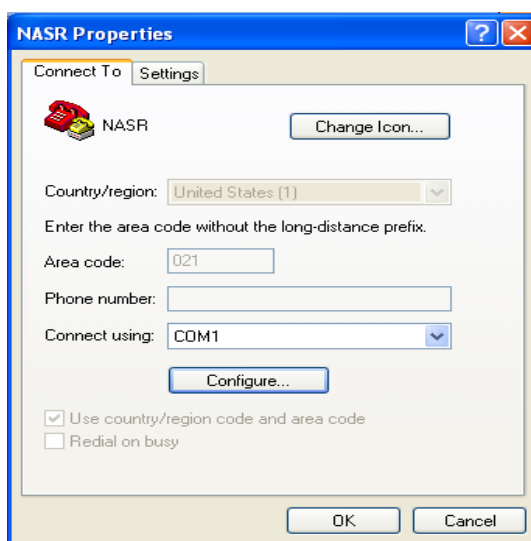 NASR Properties
Connect To Settings
NASR Change Icon...
Country/region: United States (1)
Enter the area code without the long-distance prefix.
Area code: 021
Phone number:
Connect using: COM1
Configure...
Use country/region code and area code
Redial on busy
OK Cancel